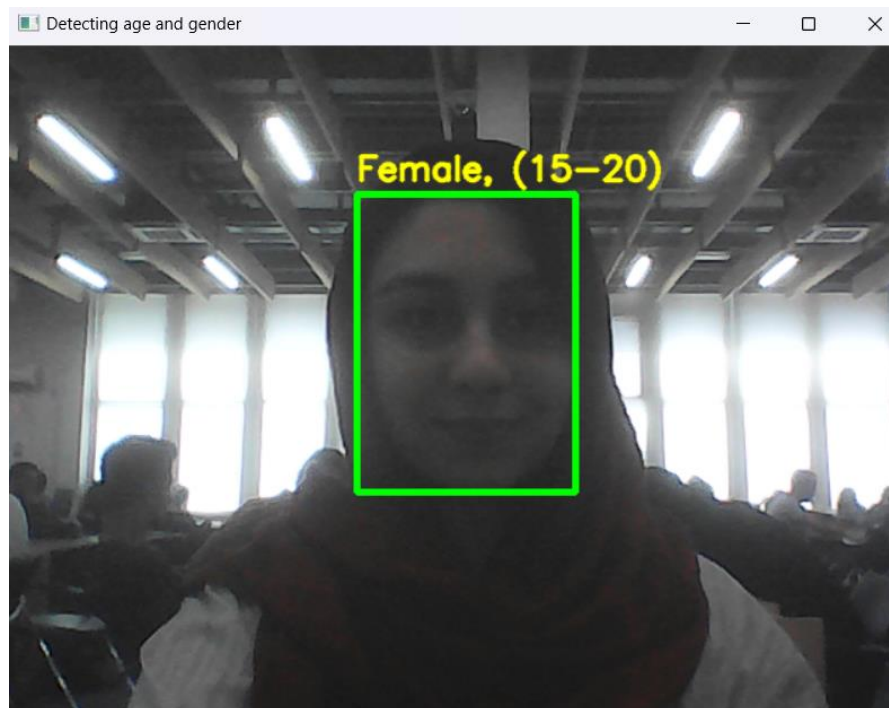 Detecting age and gender
Female, (15-20)